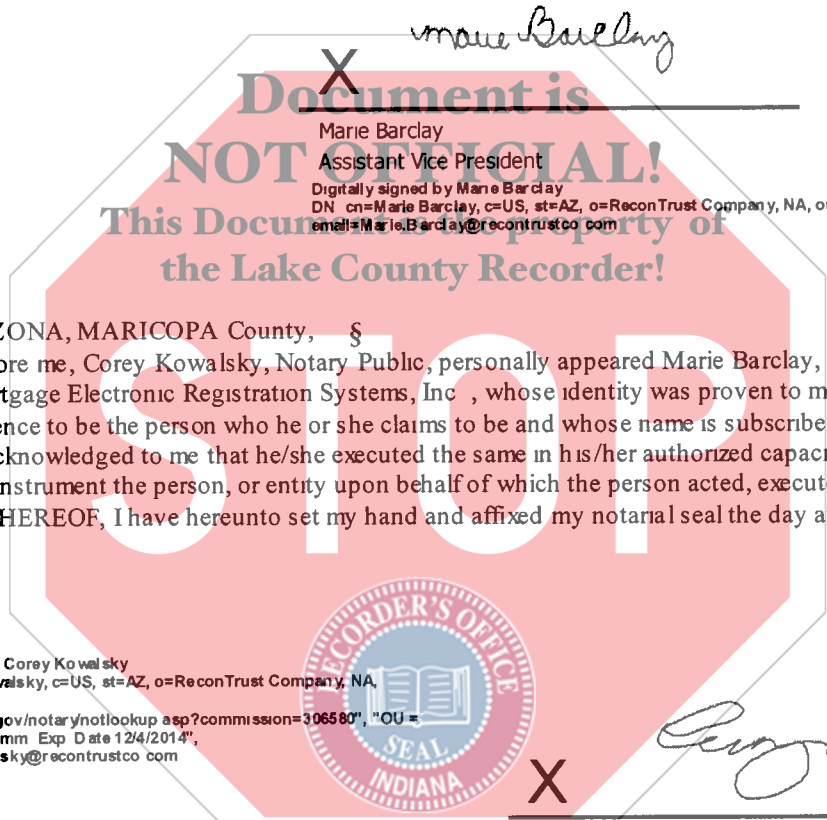 Marie Barclay
X
Document is
Marie Barclay
NOT OFFICIAL!
Assistant Vice President
Digitally signed by Marie Barclay
DN cn=Marie Barclay, c=US, st=AZ, o=ReconTrust Company, NA, o
This Document is the property of
email=Marie.Barclay@recontrustco com
the Lake County Recorder!
ZONA, MARICOPA County, §
ore me, Corey Kowalsky, Notary Public, personally appeared Marie Barclay,
tgage Electronic Registration Systems, Inc , whose identity was proven to m
ence to be the person who he or she claims to be and whose name is subscribe
cknowledged to me that he/she executed the same in his/her authorized capaci
nstrument the person, or entity upon behalf of which the person acted, execut
HEREOF, I have hereunto set my hand and affixed my notarial seal the day a
STOP
RECORDER'S OFFICE
Corey Kowalsky
valsky, c=US, st=AZ, o=ReconTrust Company, NA,
gov/notary/notlookup asp?commission=306580", "OU =
mm Exp Date 12/4/2014",
sky@recontrustco com
SEAL
INDIANA
X